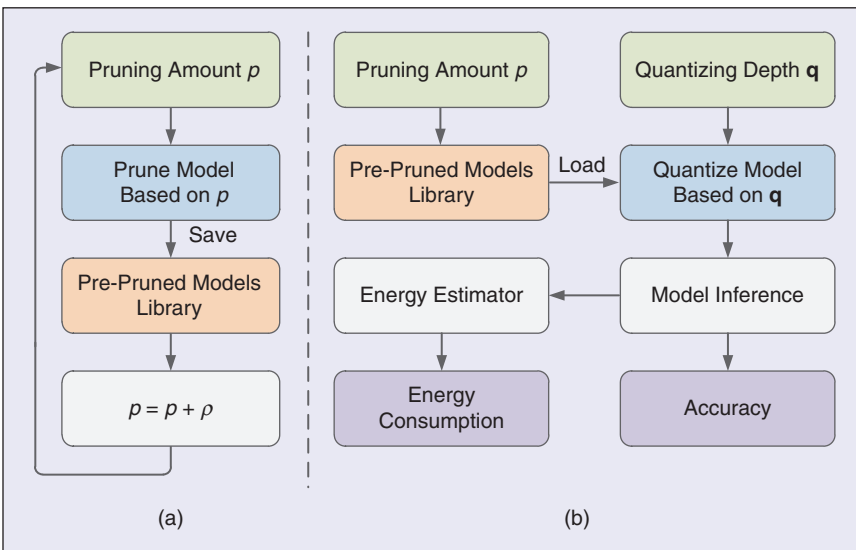 Pruning Amount p
Prune Model
Based on p
Save
Pre-Pruned Models
Library
p = p + ρ
(a)
Pruning Amount p
Quantizing Depth q
Pre-Pruned Models
Library
Load
Quantize Model
Based on q
Energy Estimator
Model Inference
Energy
Consumption
Accuracy
(b)